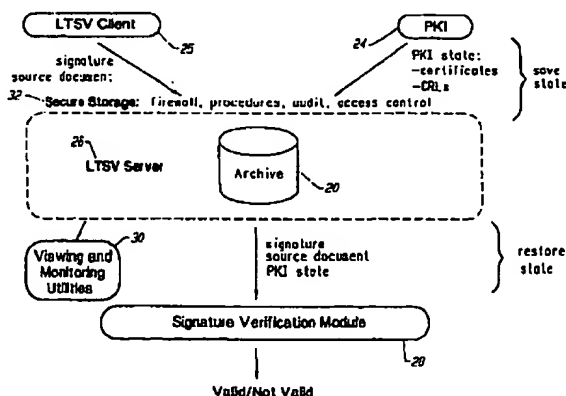 LTSV Client
25
PKI
24
signature
source document;
PKI state:
-certificates
-CRLs
save
state
32
Secure Storage: firewall, procedures, audit, access control
26
LTSV Server
Archive
20
30
Viewing and
Monitoring
Utilities
signature
source document
PKI state
restore
state
Signature Verification Module
28
Valid/Not Valid